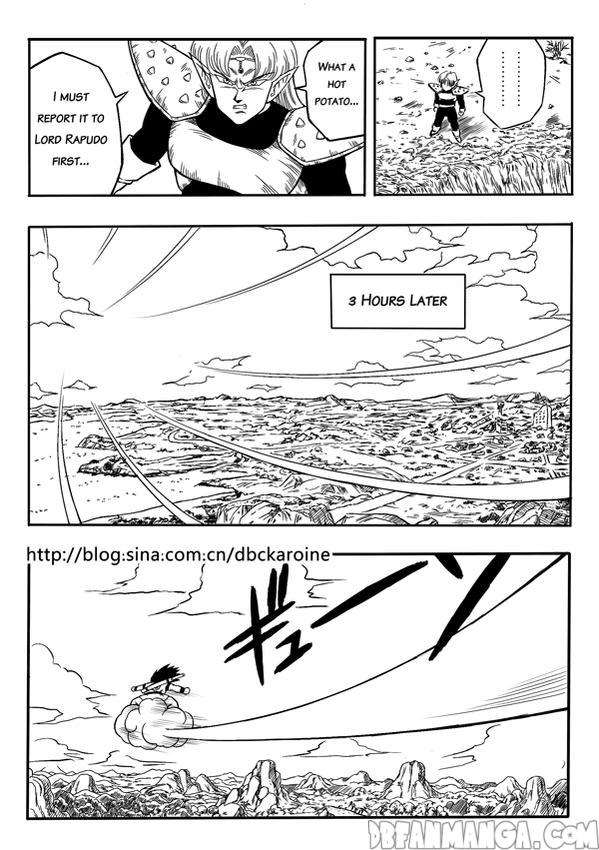 ………
………
WHAT A
HOT
POTATO...
I MUST
REPORT IT TO
LORD RAPUDO
FIRST...
3 HOURS LATER
http://blog.sina.com.cn/dbckaroine
ギューン
DBFANMANGA.COM